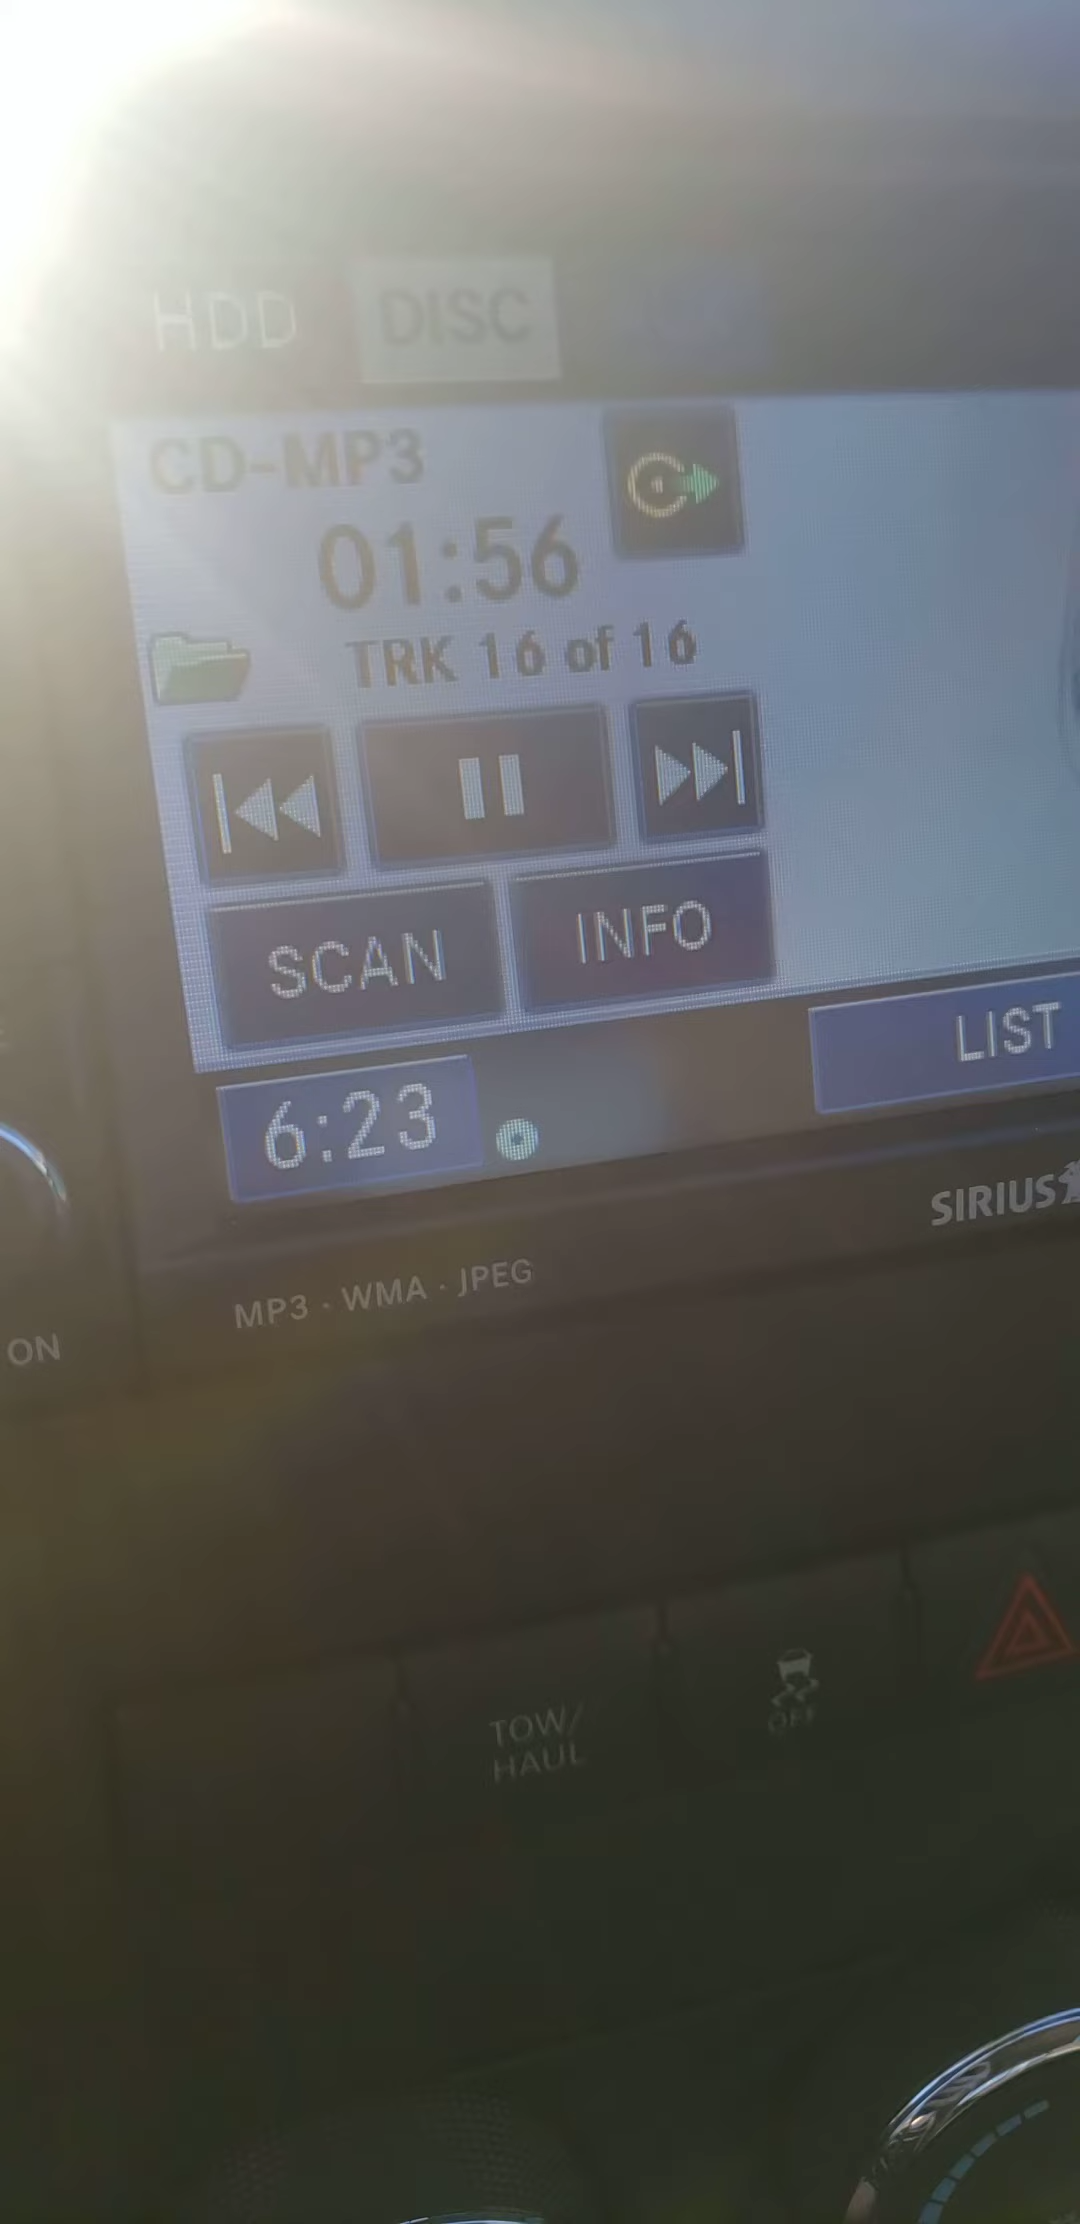 HDD DISC
CD-MP3
01:56
TRK 16 of 16
SCAN INFO
LIST
6:23
SIRIUS
MP3 · WMA · JPEG
ON
TOW/
HAUL
OFF